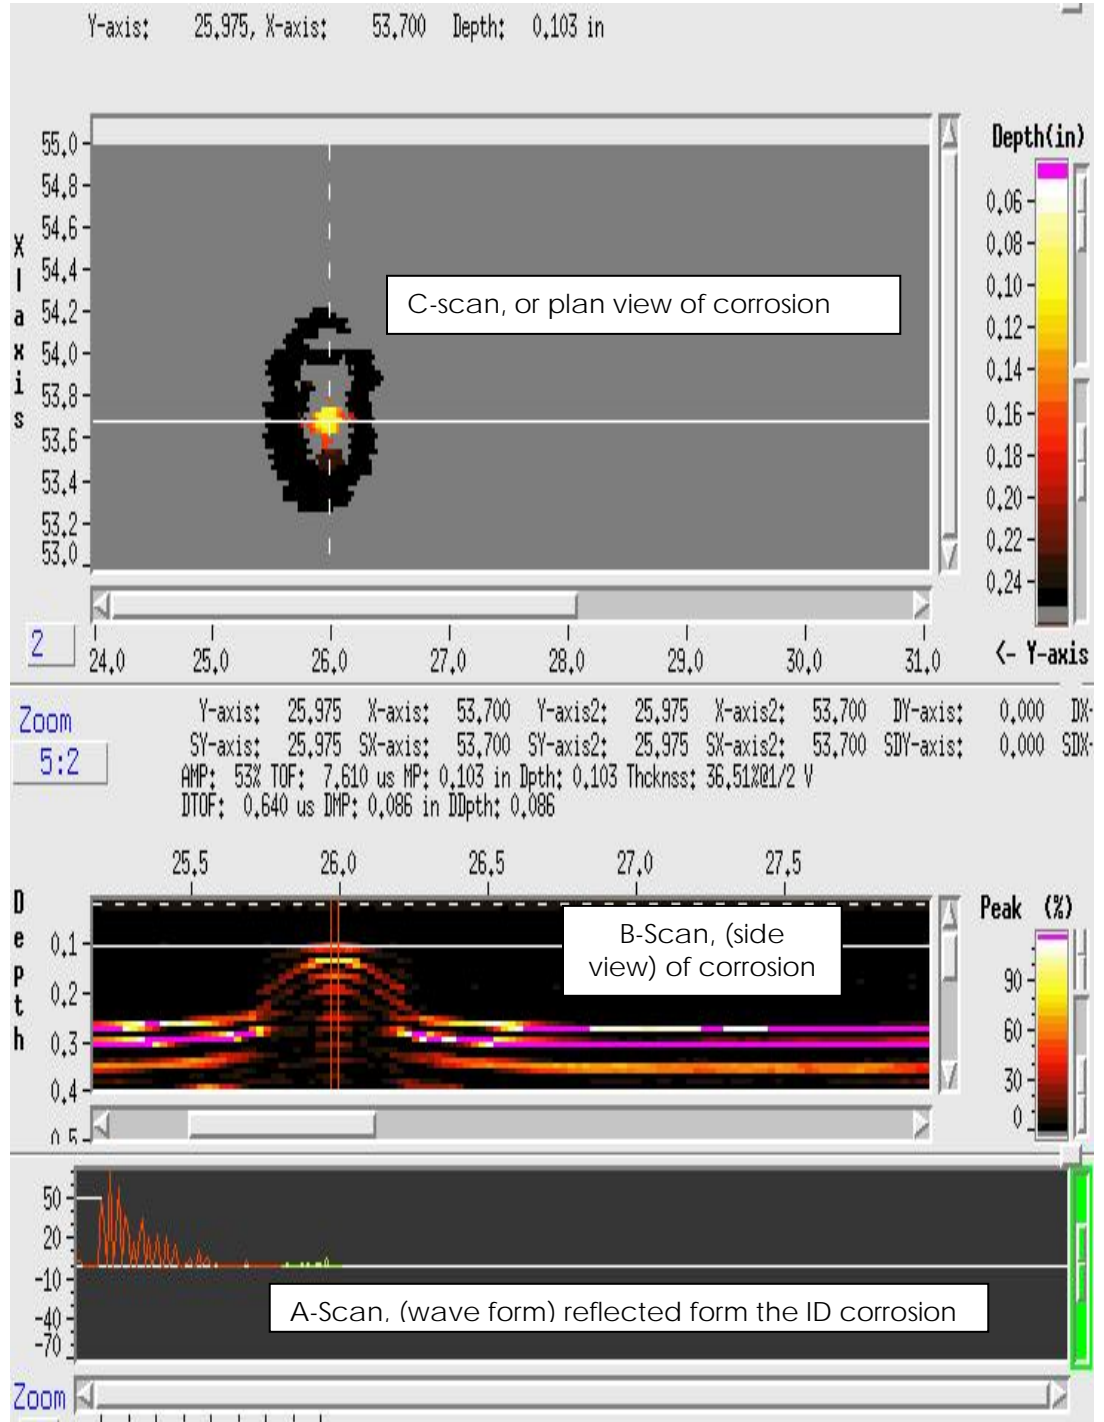 Y-axis: 25.975, X-axis: 53.700 Depth: 0.103 in
Depth(in)
55.0
54.8
54.6
54.4
54.2
54.0
53.8
53.6
53.4
53.2
53.0
X-axis
C-scan, or plan view of corrosion
0.06
0.08
0.10
0.12
0.14
0.16
0.18
0.20
0.22
0.24
2
24.0 25.0 26.0 27.0 28.0 29.0 30.0 31.0
<- Y-axis
Zoom
5:2
Y-axis: 25.975 X-axis: 53.700 Y-axis2: 25.975 X-axis2: 53.700 DY-axis: 0.000 DX-
SY-axis: 25.975 SX-axis: 53.700 SY-axis2: 25.975 SX-axis2: 53.700 SDY-axis: 0.000 SDX-
AMP: 53% TOF: 7.610 us MP: 0.103 in Dpth: 0.103 Thcknss: 36.51%@1/2 V
DTOF: 0.640 us DMP: 0.086 in DDpth: 0.086
25.5 26.0 26.5 27.0 27.5
Depth
0.1
0.2
0.3
0.4
0.5
B-Scan, (side
view) of corrosion
Peak (%)
90
60
30
0
50
20
-10
-40
-70
A-Scan, (wave form) reflected form the ID corrosion
Zoom